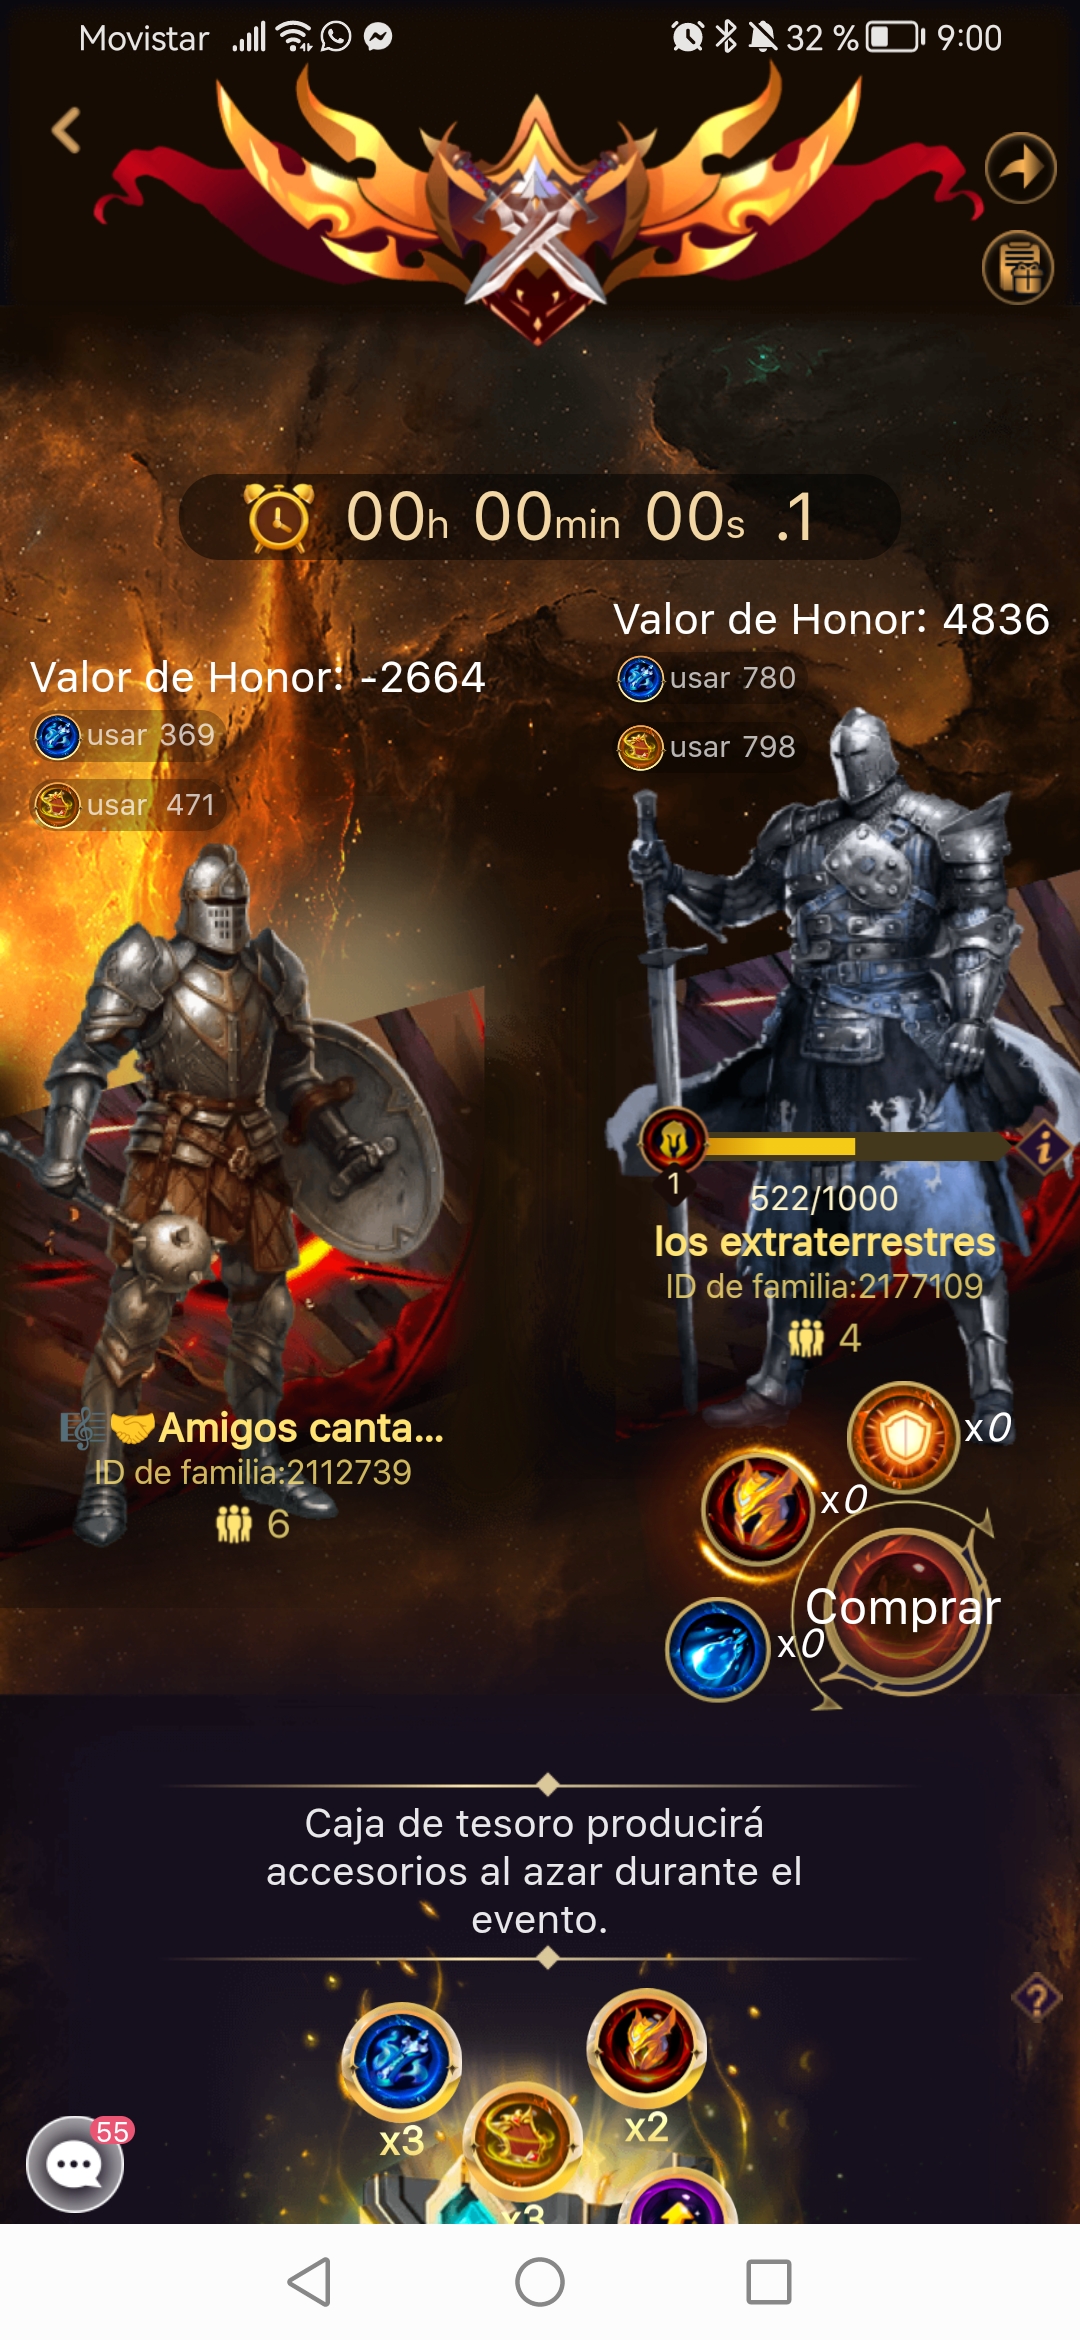 Movistar 32 % 9:00
00h 00min 00s .1
Valor de Honor: 4836
usar 780
usar 798
Valor de Honor: -2664
usar 369
usar 471
1
522/1000
los extraterrestres
ID de familia:2177109
4
Amigos canta...
ID de familia:2112739
6
x0
x0
x0
Comprar
Caja de tesoro producirá
accesorios al azar durante el
evento.
?
x3
x2
x3
55